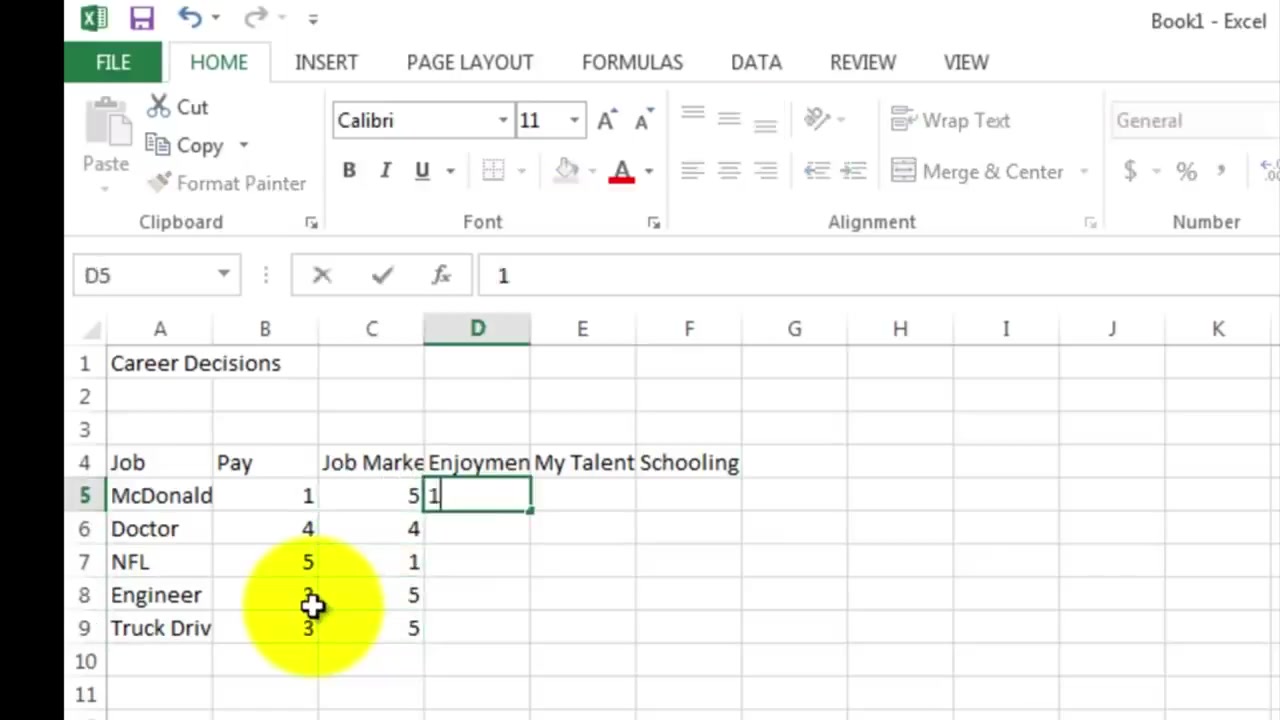 Book1 - Excel
FILE HOME INSERT PAGE LAYOUT FORMULAS DATA REVIEW VIEW
Cut
Copy
Format Painter
Paste
Clipboard
Calibri 11
B I U A
Font
Wrap Text
Merge & Center
Alignment
General
$ %
Number
D5 fx 1
A B C D E F G H I J K
1 Career Decisions
2
3
4 Job Pay Job Marke Enjoymen My Talent Schooling
5 McDonald 1 5 1
6 Doctor 4 4
7 NFL 5 1
8 Engineer 5
9 Truck Driv 3 5
10
11